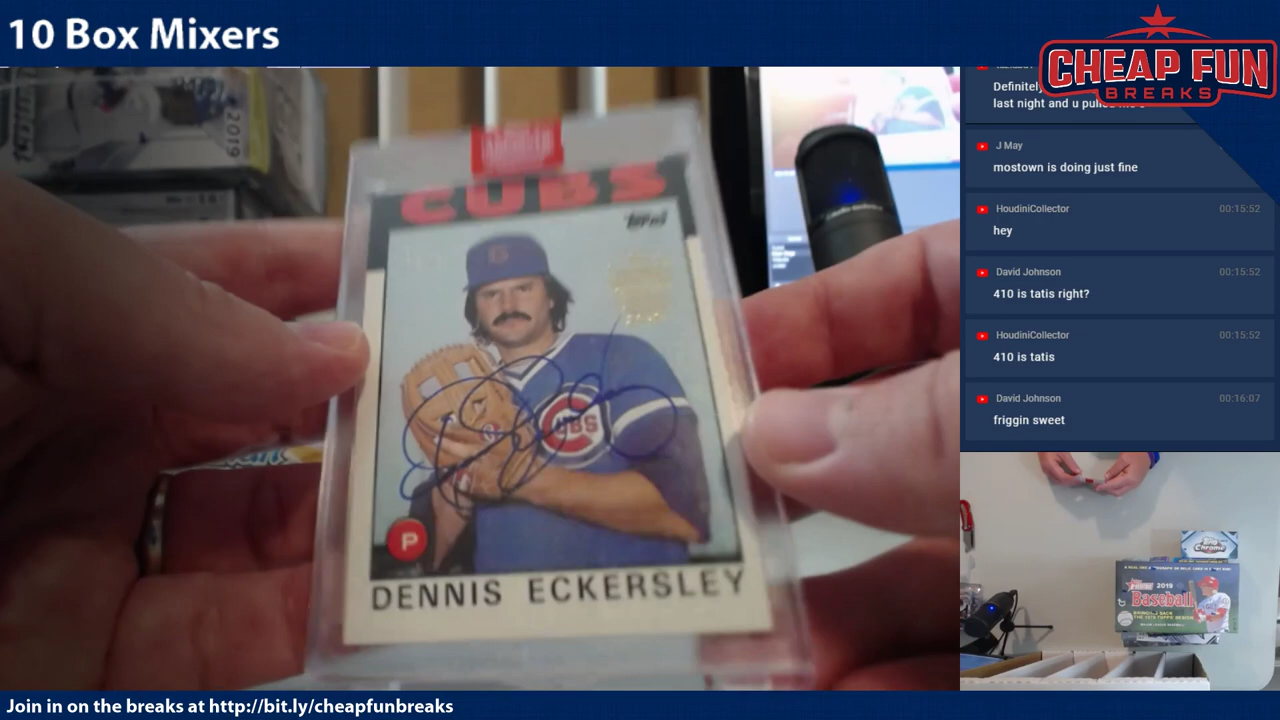 10 Box Mixers
CHEAP FUN
BREAKS
Definitely
last night and u pulled
J May
mostown is doing just fine
HoudiniCollector 00:15:52
hey
David Johnson 00:15:52
410 is tatis right?
HoudiniCollector 00:15:52
410 is tatis
David Johnson 00:16:07
friggin sweet
2019
CUBS
Topps
CUBS
P
DENNIS ECKERSLEY
Chrome
2019
Baseball
Join in on the breaks at http://bit.ly/cheapfunbreaks